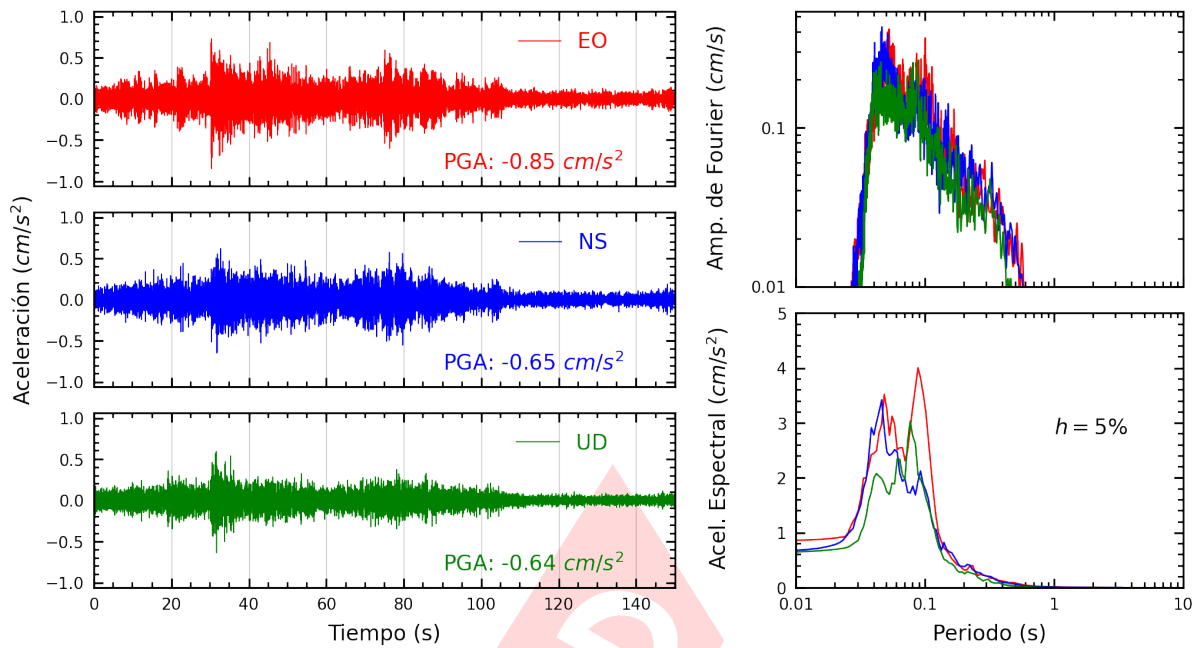 Aceleración (cm/s²)
1.0
0.5
0.0
−0.5
−1.0
EO
PGA: -0.85 cm/s²
1.0
0.5
0.0
−0.5
−1.0
NS
PGA: -0.65 cm/s²
1.0
0.5
0.0
−0.5
−1.0
UD
PGA: -0.64 cm/s²
0 20 40 60 80 100 120 140
Tiempo (s)
Amp. de Fourier (cm/s)
0.1
0.01
Acel. Espectral (cm/s²)
5
4
3
2
1
0
h = 5%
0.01 0.1 1 10
Periodo (s)